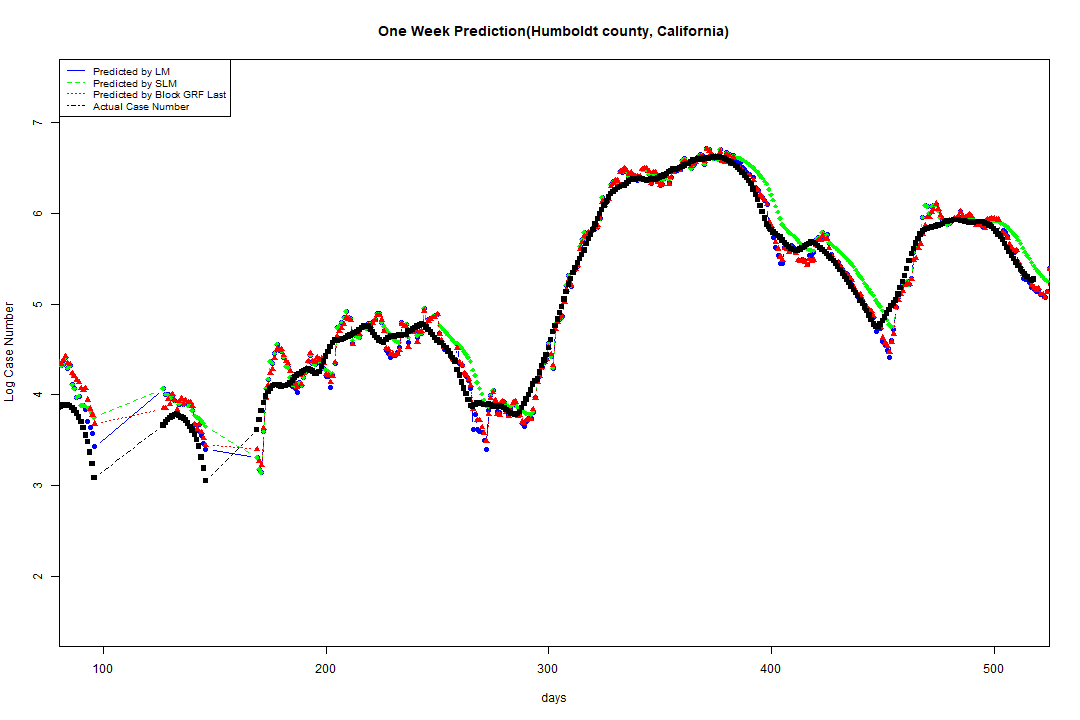 One Week Prediction(Humboldt county, California)
Predicted by LM
Predicted by SLM
Predicted by Block GRF Last
Actual Case Number
7
6
5
4
3
2
Log Case Number
100 200 300 400 500
days